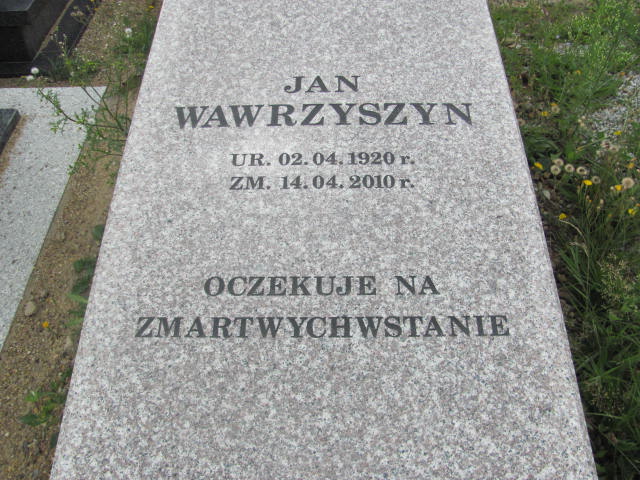 JAN
WAWRZYSZYN
UR. 02.04.1920 r.
ZM. 14.04.2010 r.
OCZEKUJE NA
ZMARTWYCHWSTANIE